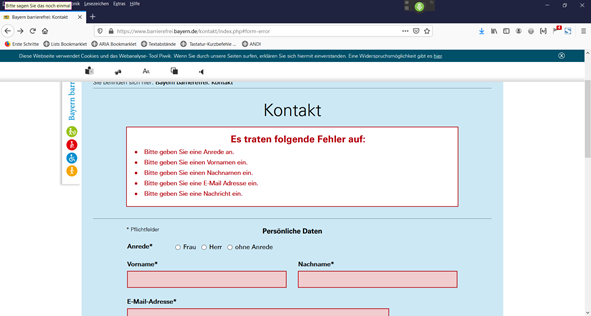 Bitte sagen Sie das noch einmal
Lesezeichen Extras Hilfe
Bayern barrierefrei: Kontakt
https://www.barrierefrei.bayern.de/kontakt/index.php#form-error
Erste Schritte Lists Bookmarklet ARIA Bookmarklet Textabstände Tastatur-Kurzbefehle ... ANDI
Diese Webseite verwendet Cookies und das Webanalyse- Tool Piwik. Wenn Sie durch unsere Seiten surfen, erklären Sie sich hiermit einverstanden. Eine Widerspruchsmöglichkeit gibt es hier.
Sie befinden sich hier: Bayern barrierefrei: Kontakt
Bayern barr
Kontakt
Es traten folgende Fehler auf:
Bitte geben Sie eine Anrede an.
Bitte geben Sie einen Vornamen ein.
Bitte geben Sie einen Nachnamen ein.
Bitte geben Sie eine E-Mail Adresse ein.
Bitte geben Sie eine Nachricht ein.
* Pflichtfelder
Persönliche Daten
Anrede* Frau Herr ohne Anrede
Vorname* Nachname*
E-Mail-Adresse*